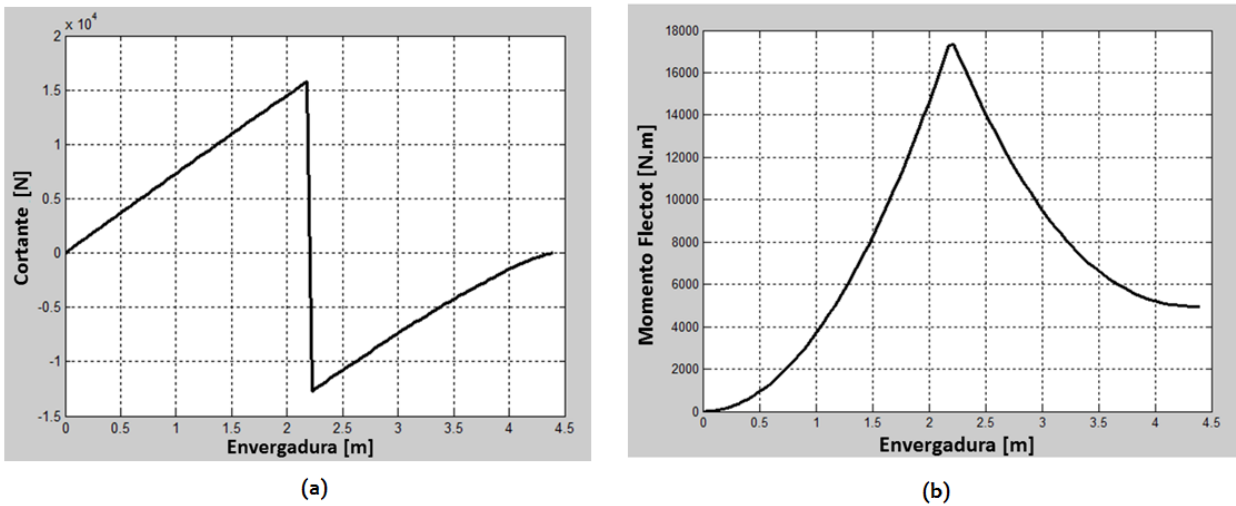 × 10⁴
2
1.5
1
0.5
0
-0.5
-1
-1.5
Cortante [N]
0 0.5 1 1.5 2 2.5 3 3.5 4 4.5
Envergadura [m]
(a)
18000
16000
14000
12000
10000
8000
6000
4000
2000
0
Momento Flectot [N.m]
0 0.5 1 1.5 2 2.5 3 3.5 4 4.5
Envergadura [m]
(b)